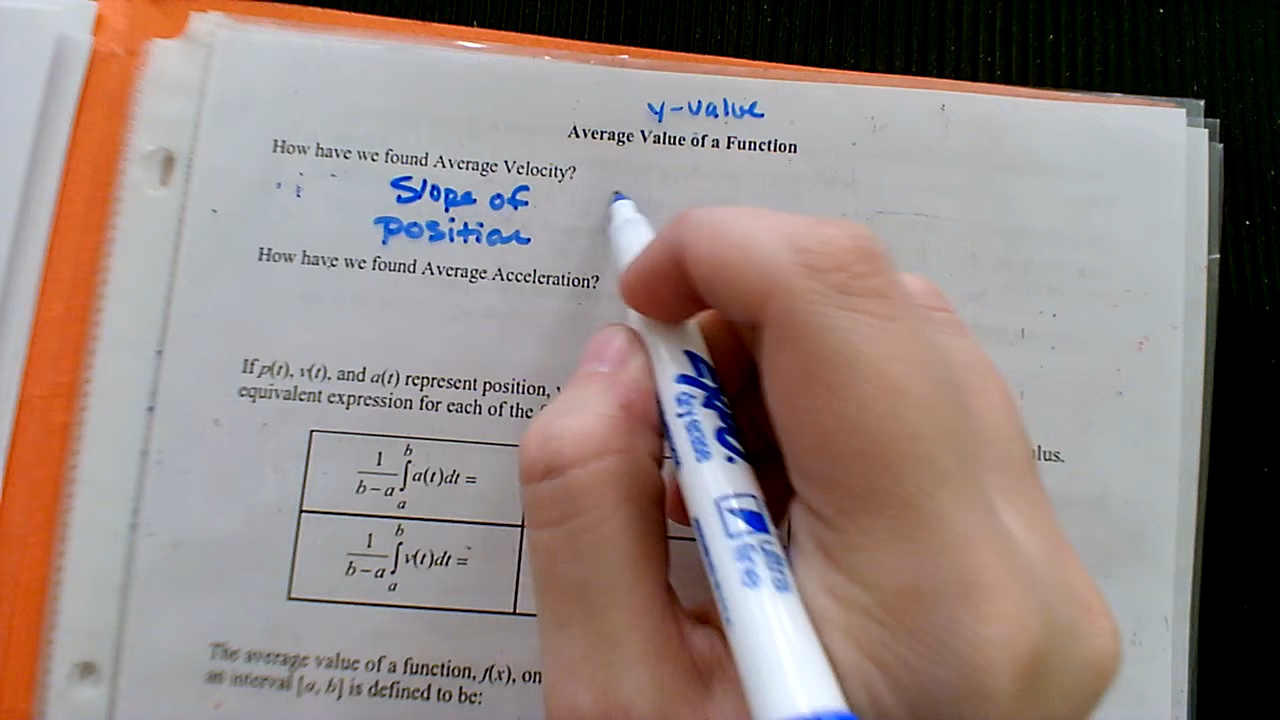 y-value
Average Value of a Function
How have we found Average Velocity?
Slope of
position
How have we found Average Acceleration?
If p(t), v(t), and a(t) represent position,
equivalent expression for each of the
lus.
1/(b-a) ∫_a^b a(t)dt =
1/(b-a) ∫_a^b v(t)dt =
The average value of a function, f(x), on
an interval [a, b] is defined to be:
EXPO